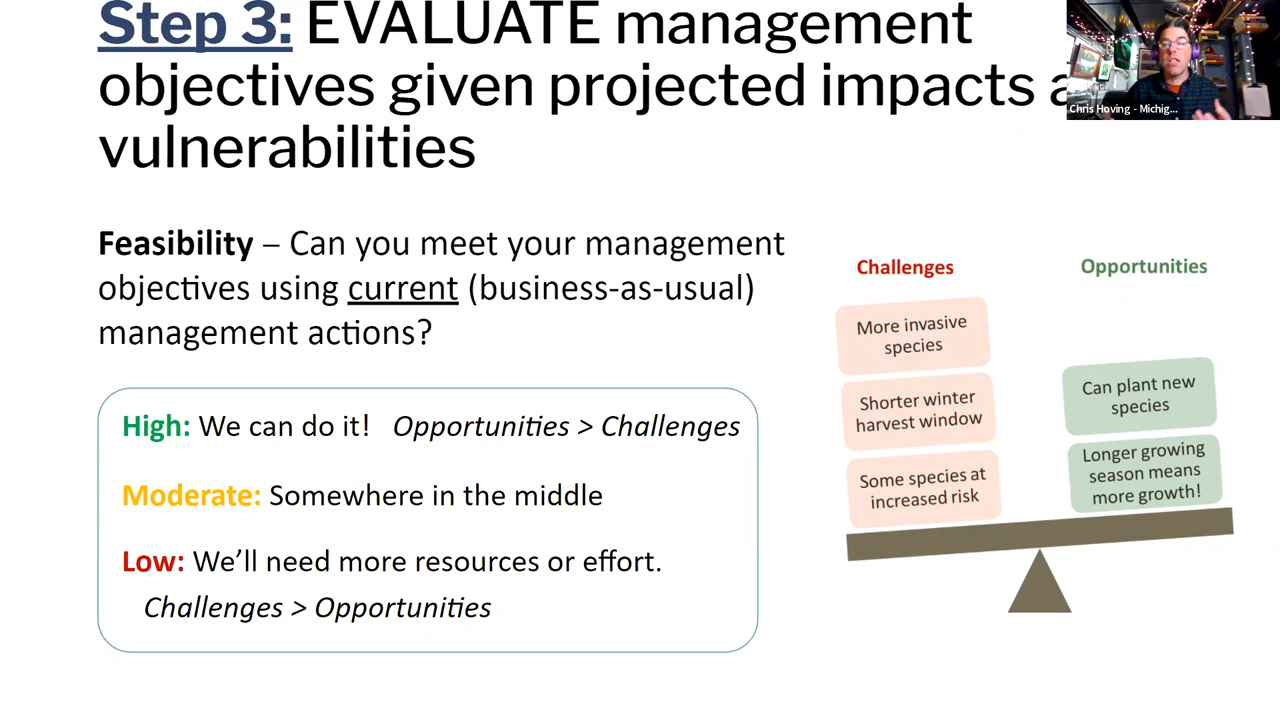 Step 3: EVALUATE management
objectives given projected impacts a
vulnerabilities
Chris Hoving - Michig...
Feasibility – Can you meet your management
objectives using current (business-as-usual)
management actions?
High: We can do it! Opportunities > Challenges
Moderate: Somewhere in the middle
Low: We'll need more resources or effort.
Challenges > Opportunities
Challenges
More invasive
species
Shorter winter
harvest window
Some species at
increased risk
Opportunities
Can plant new
species
Longer growing
season means
more growth!